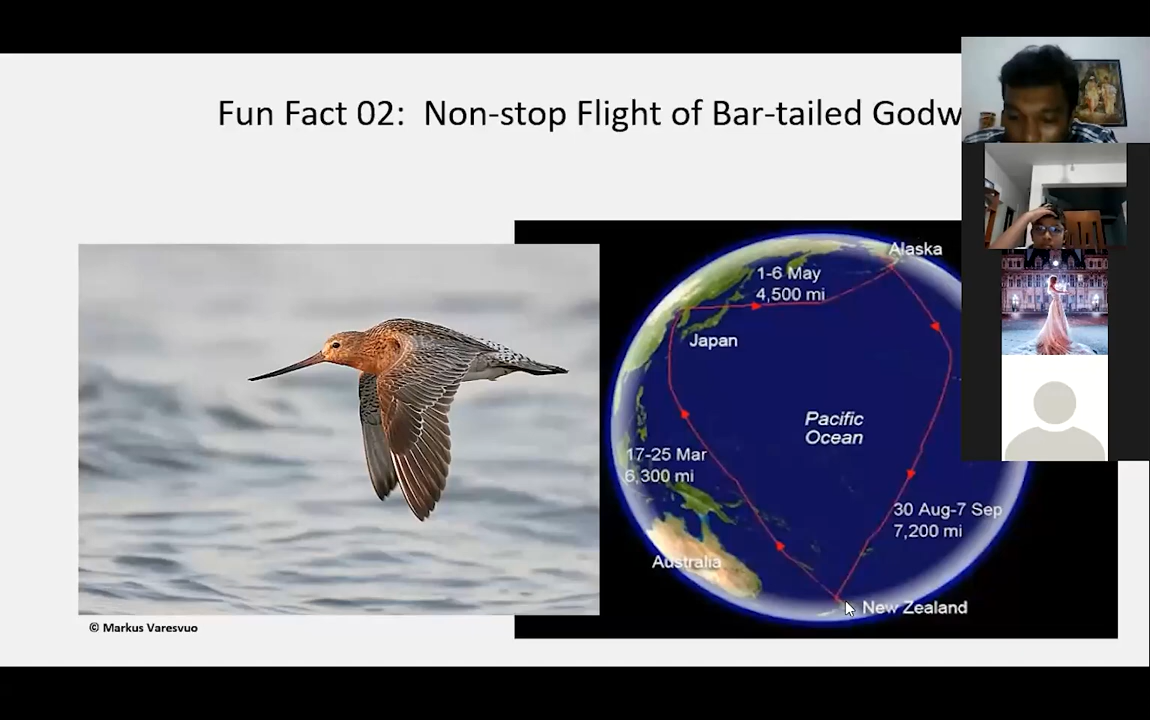 Fun Fact 02: Non-stop Flight of Bar-tailed Godw
Alaska
1-6 May
4,500 mi
Japan
Pacific
Ocean
17-25 Mar
6,300 mi
30 Aug-7 Sep
7,200 mi
Australia
New Zealand
© Markus Varesvuo